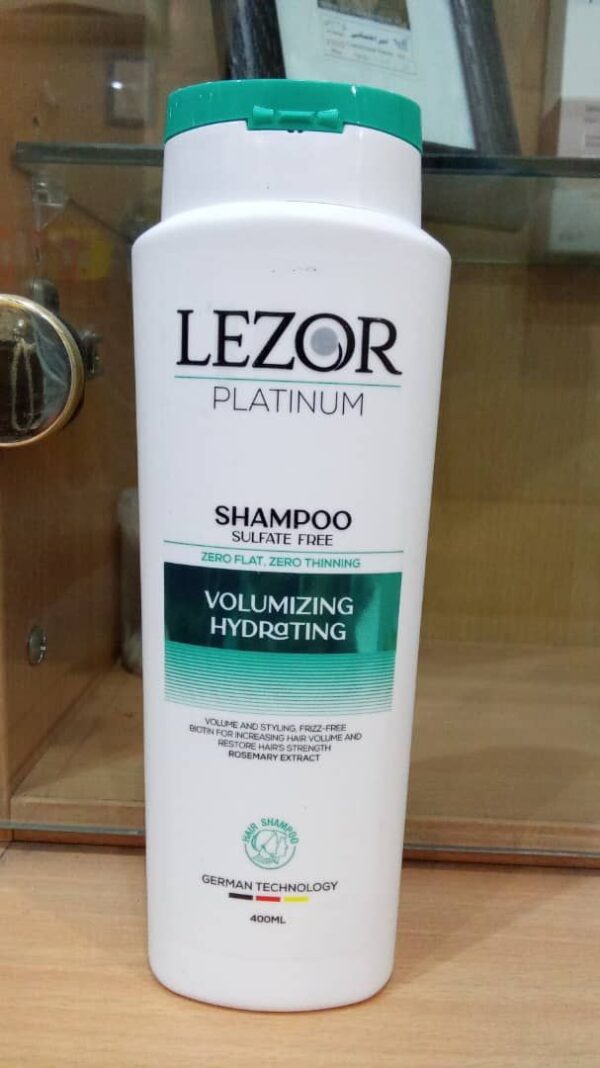 LEZOR
PLATINUM
SHAMPOO
SULFATE FREE
ZERO FLAT, ZERO THINNING
VOLUMIZING
HYDRaTING
VOLUME AND STYLING, FRIZZ-FREE
BIOTIN FOR INCREASING HAIR VOLUME AND
RESTORE HAIR'S STRENGTH
ROSEMARY EXTRACT
HAIR SHAMPOO
GERMAN TECHNOLOGY
400ML